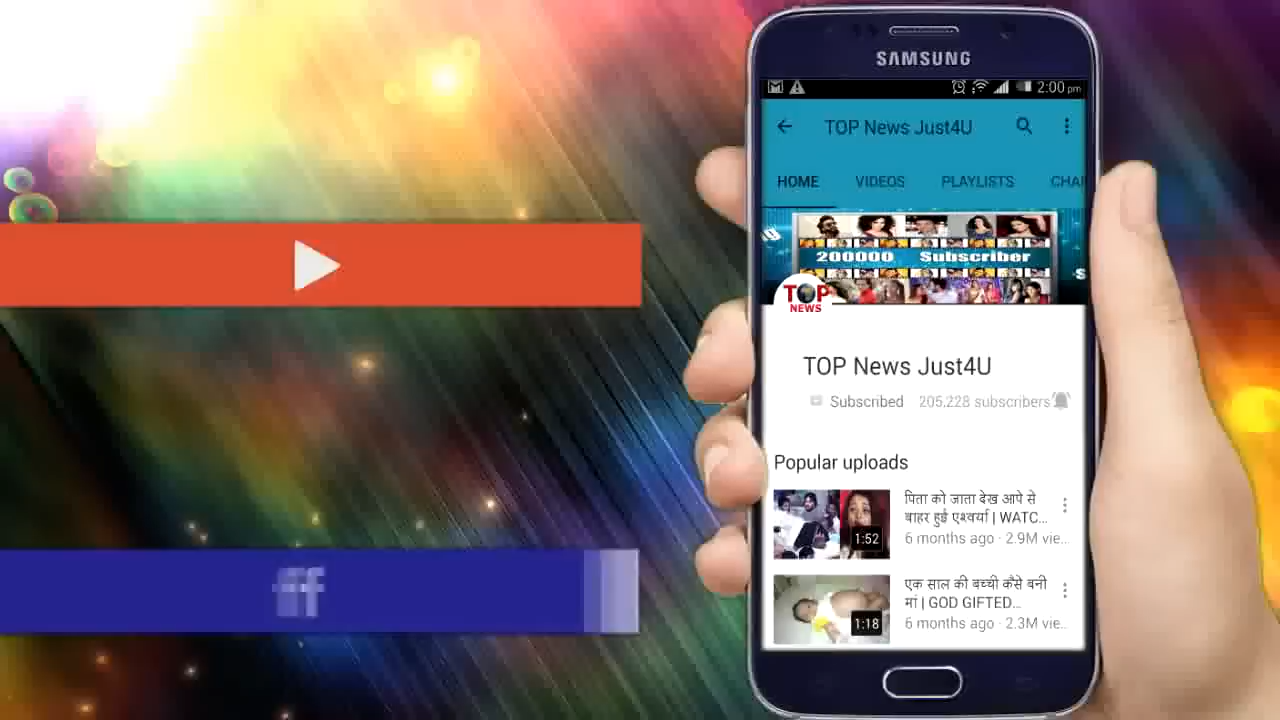 SAMSUNG
2:00 pm
TOP News Just4U
HOME VIDEOS PLAYLISTS CHA
200000 Subscriber
TOP
NEWS
TOP News Just4U
Subscribed 205,228 subscribers
Popular uploads
पिता को जाता देख आपे से
बाहर हुई एश्वर्या | WATC...
6 months ago · 2.9M vie..
1:52
एक साल की बच्ची कैसे बनी
मां | GOD GIFTED...
6 months ago · 2.3M vie..
1:18